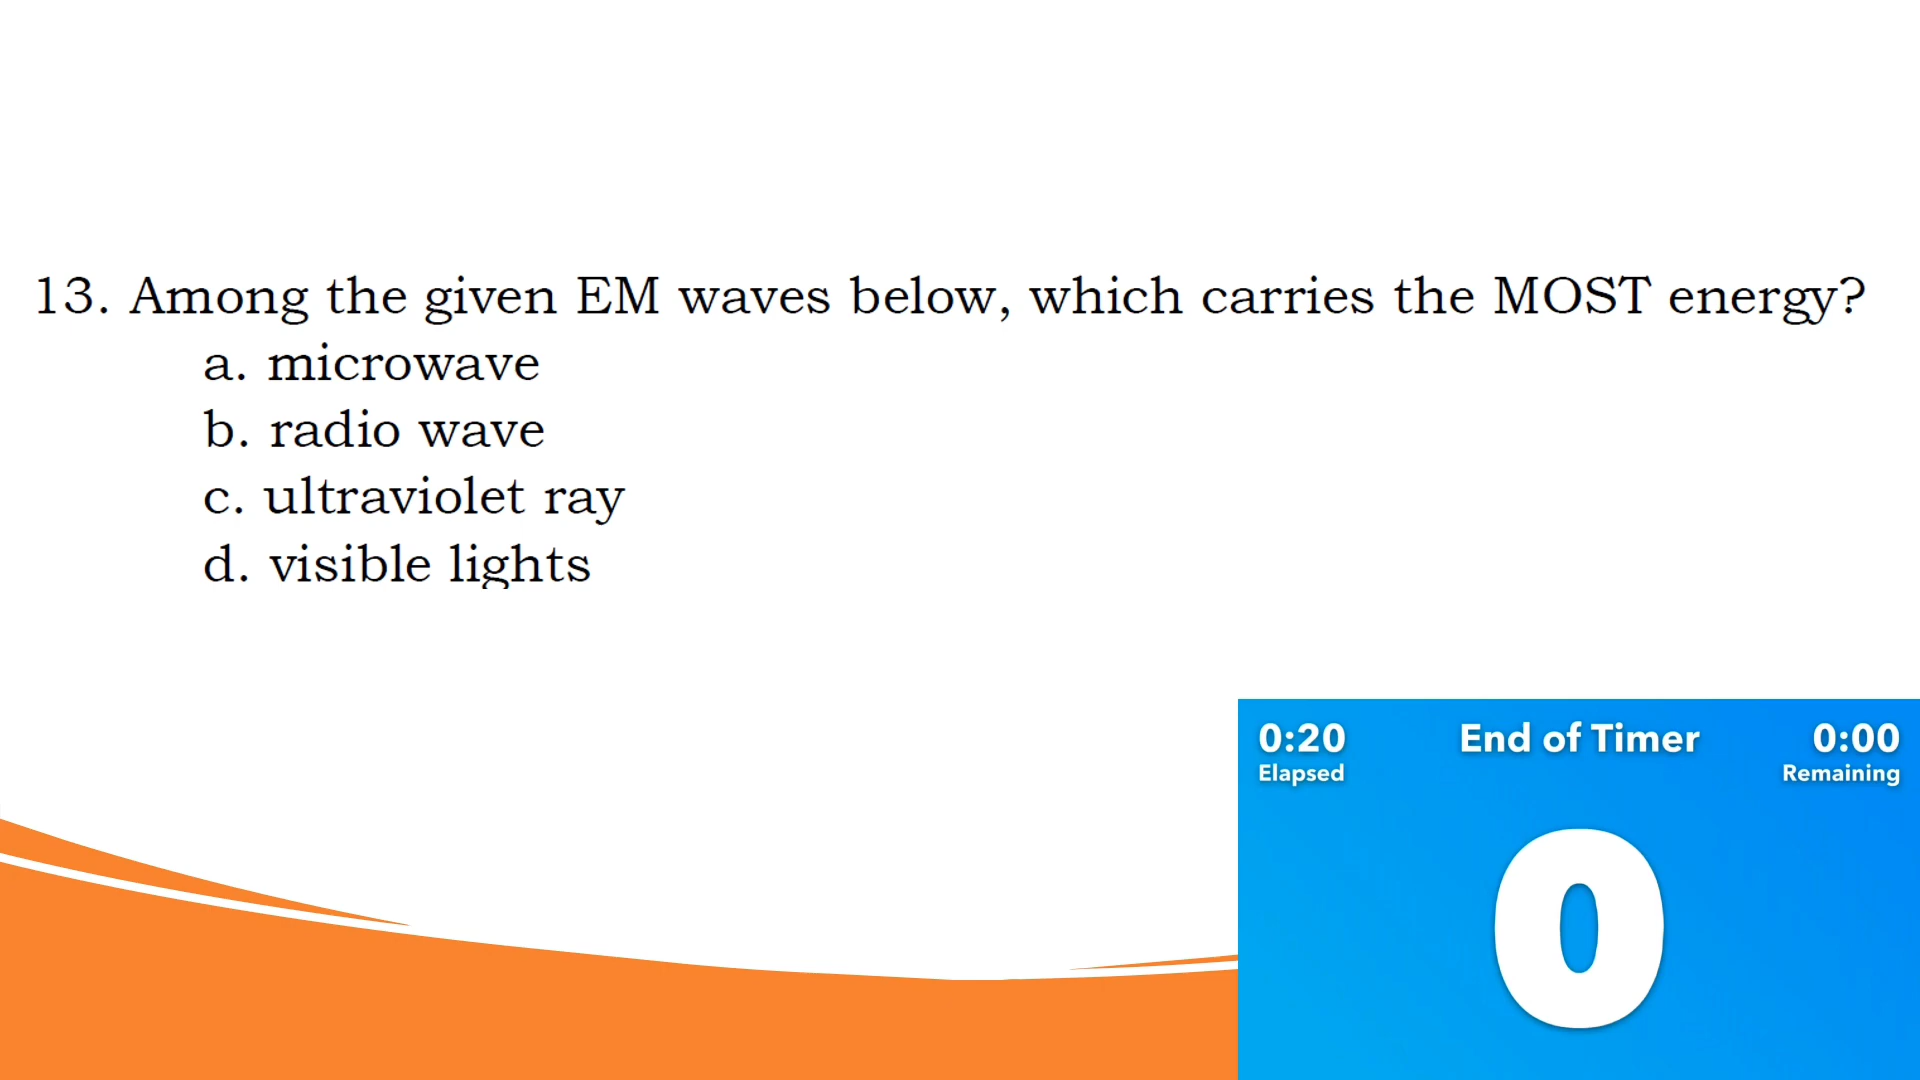 13. Among the given EM waves below, which carries the MOST energy?
a. microwave
b. radio wave
c. ultraviolet ray
d. visible lights
0:20 End of Timer 0:00
Elapsed Remaining
0